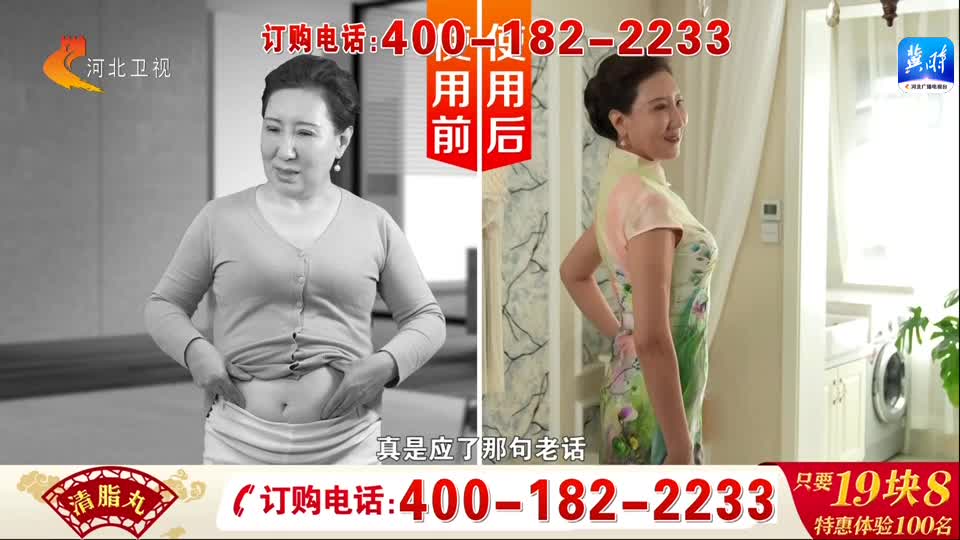 订购电话:400-182-2233
河北卫视
冀时
河北广播电视台
使用前
使用后
真是应了那句老话
清脂丸
订购电话:400-182-2233
只要19块8
特惠体验100名